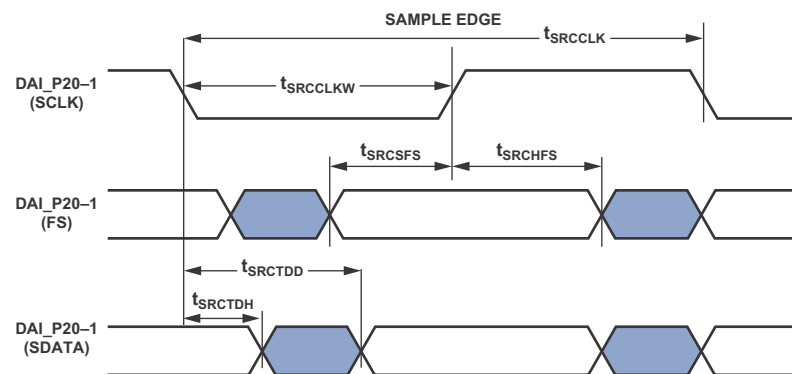 SAMPLE EDGE
tSRCCLK
DAI_P20–1
(SCLK)
tSRCCLKW
tSRCSFS
tSRCHFS
DAI_P20–1
(FS)
tSRCTDD
tSRCTDH
DAI_P20–1
(SDATA)